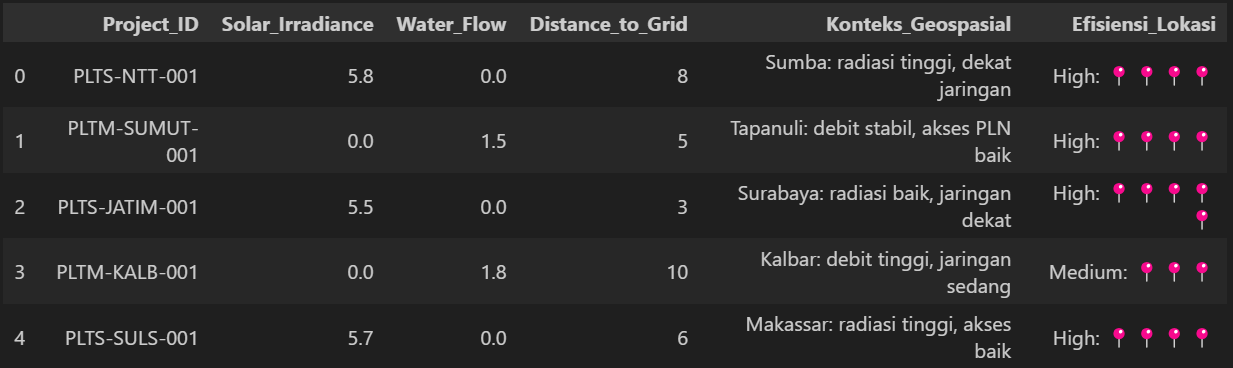 Project_ID Solar_Irradiance Water_Flow Distance_to_Grid Konteks_Geospasial Efisiensi_Lokasi
0 PLTS-NTT-001 5.8 0.0 8 Sumba: radiasi tinggi, dekat jaringan High: 📍 📍 📍 📍
1 PLTM-SUMUT-001 0.0 1.5 5 Tapanuli: debit stabil, akses PLN baik High: 📍 📍 📍 📍
2 PLTS-JATIM-001 5.5 0.0 3 Surabaya: radiasi baik, jaringan dekat High: 📍 📍 📍 📍 📍
3 PLTM-KALB-001 0.0 1.8 10 Kalbar: debit tinggi, jaringan sedang Medium: 📍 📍 📍
4 PLTS-SULS-001 5.7 0.0 6 Makassar: radiasi tinggi, akses baik High: 📍 📍 📍 📍